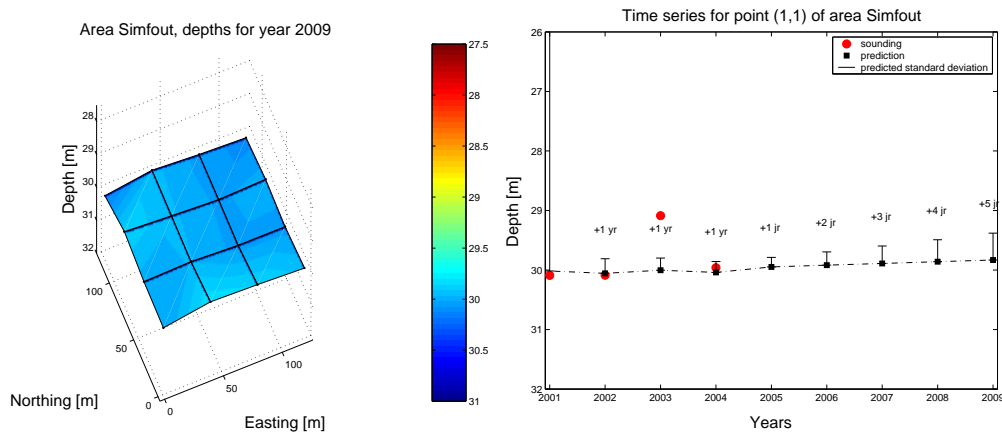 Area Simfout, depths for year 2009
28
29
30
31
32
Depth [m]
100
50
0
0
50
100
Northing [m]
Easting [m]
27.5
28
28.5
29
29.5
30
30.5
31
Time series for point (1,1) of area Simfout
26
29
30
31
32
Depth [m]
sounding
prediction
predicted standard deviation
+1 yr
+1 yr
+1 yr
+1 jr
+2 jr
+3 jr
+4 jr
+5 jr
2001
2002
2003
2004
2005
2006
2007
2008
2009
Years